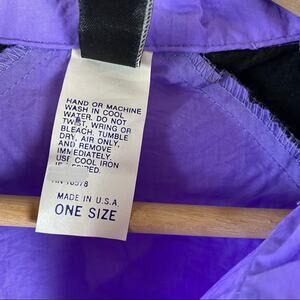 HAND OR MACHINE
WASH IN COOL
WATER. DO NOT
TWIST, WRING OR
BLEACH. TUMBLE
DRY, AIR ONLY,
AND REMOVE
IMMEDIATELY.
USE COOL IRON
MADE IN U.S.A.
ONE SIZE